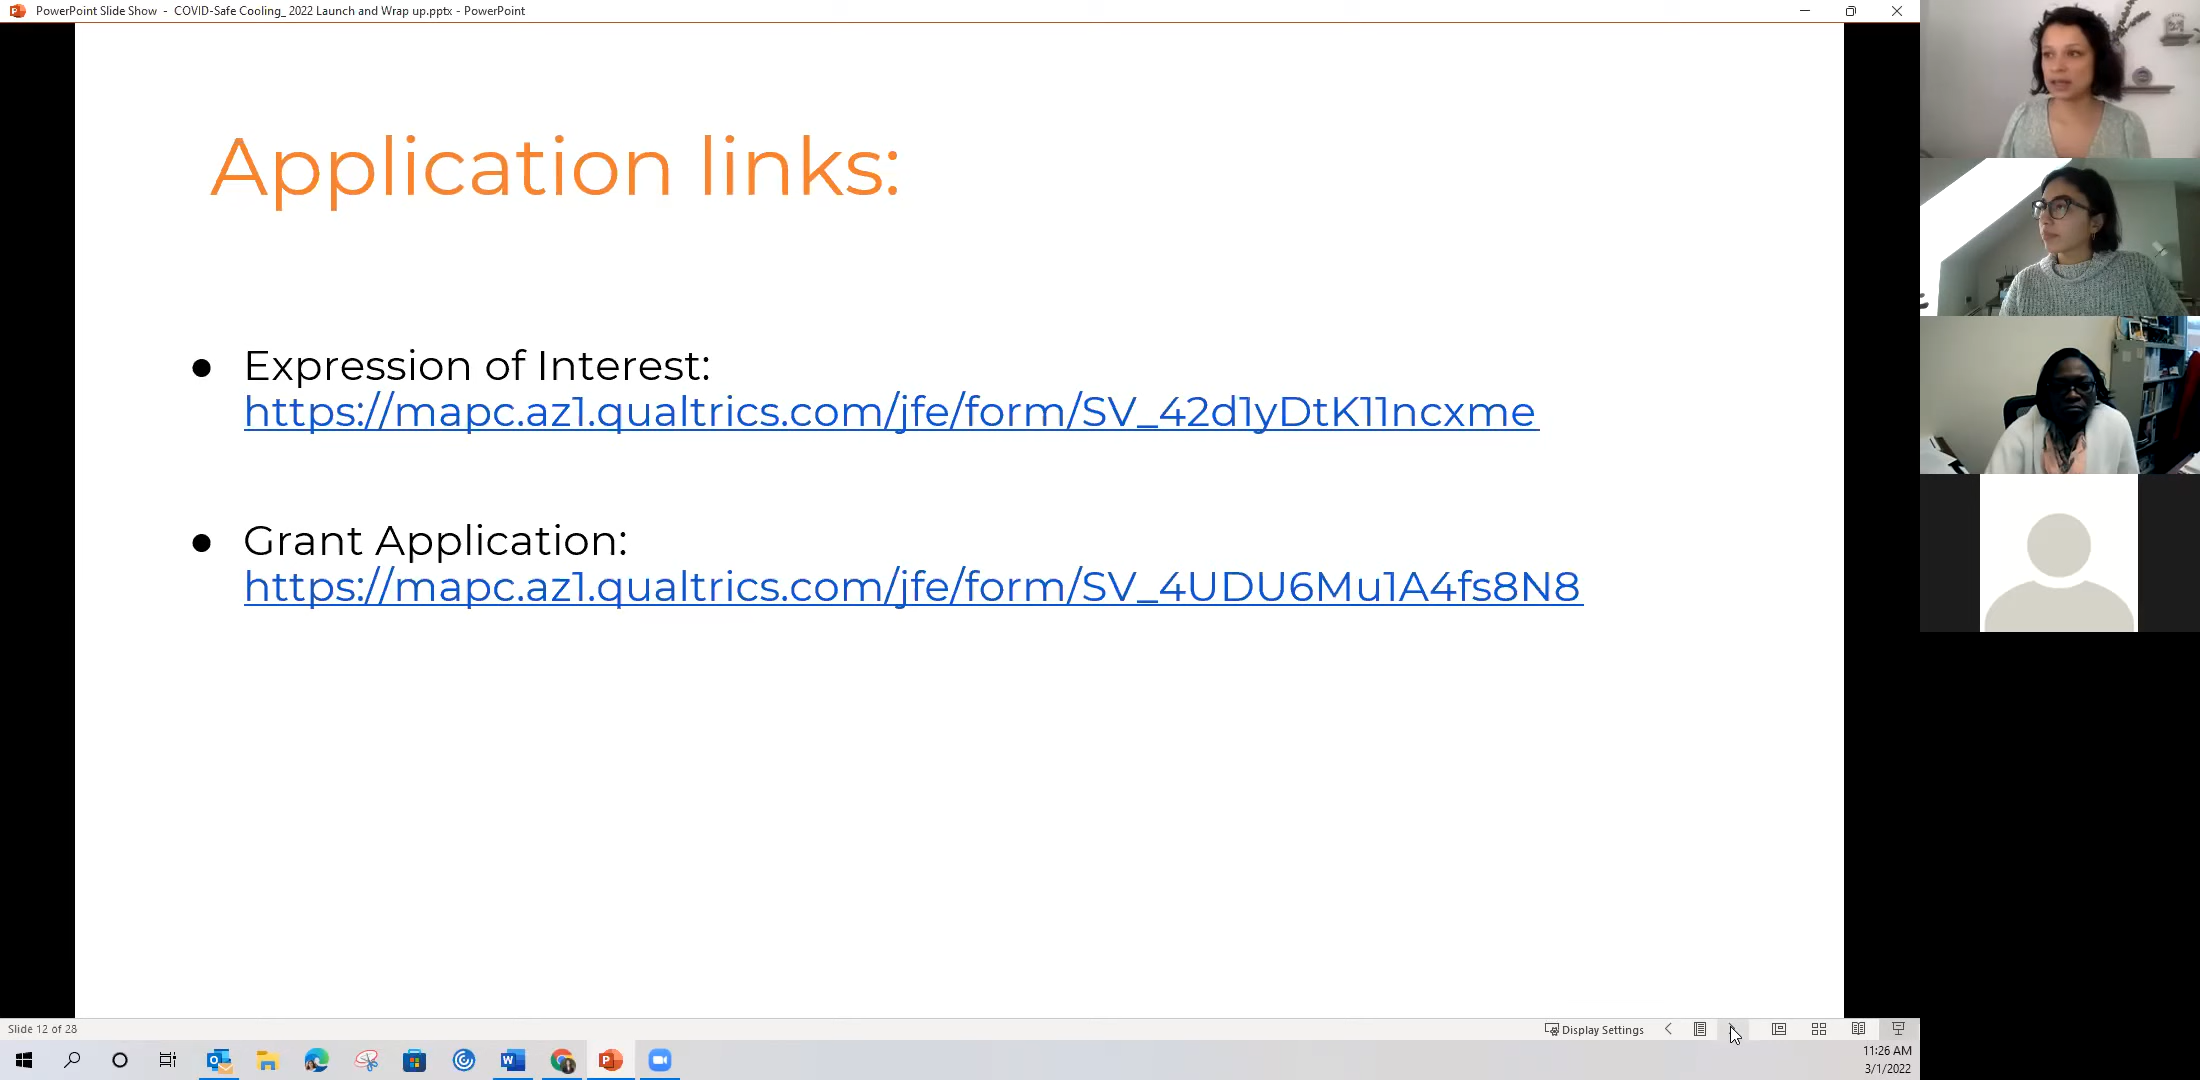 PowerPoint Slide Show - COVID-Safe Cooling_ 2022 Launch and Wrap up.pptx - PowerPoint
Application links:
● Expression of Interest:
https://mapc.az1.qualtrics.com/jfe/form/SV_42d1yDtK11ncxme
● Grant Application:
https://mapc.az1.qualtrics.com/jfe/form/SV_4UDU6Mu1A4fs8N8
Slide 12 of 28
Display Settings
11:26 AM
3/1/2022